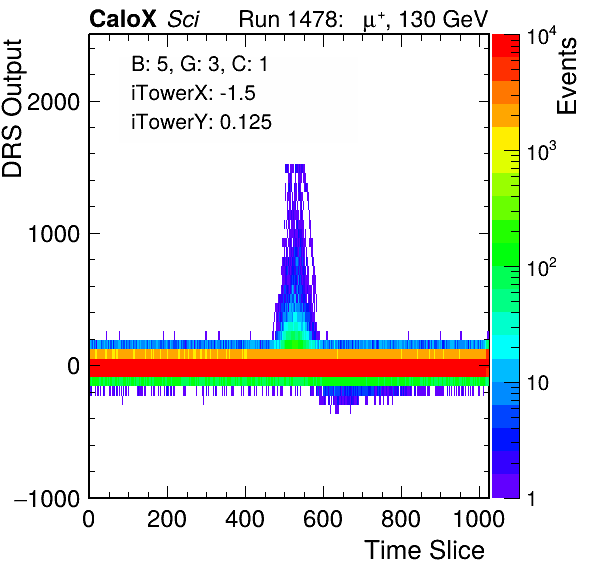 CaloX Sci Run 1478: μ⁺, 130 GeV
B: 5, G: 3, C: 1
iTowerX: -1.5
iTowerY: 0.125
DRS Output
2000
1000
0
−1000
0 200 400 600 800 1000
Time Slice
Events
10⁴
10³
10²
10
1